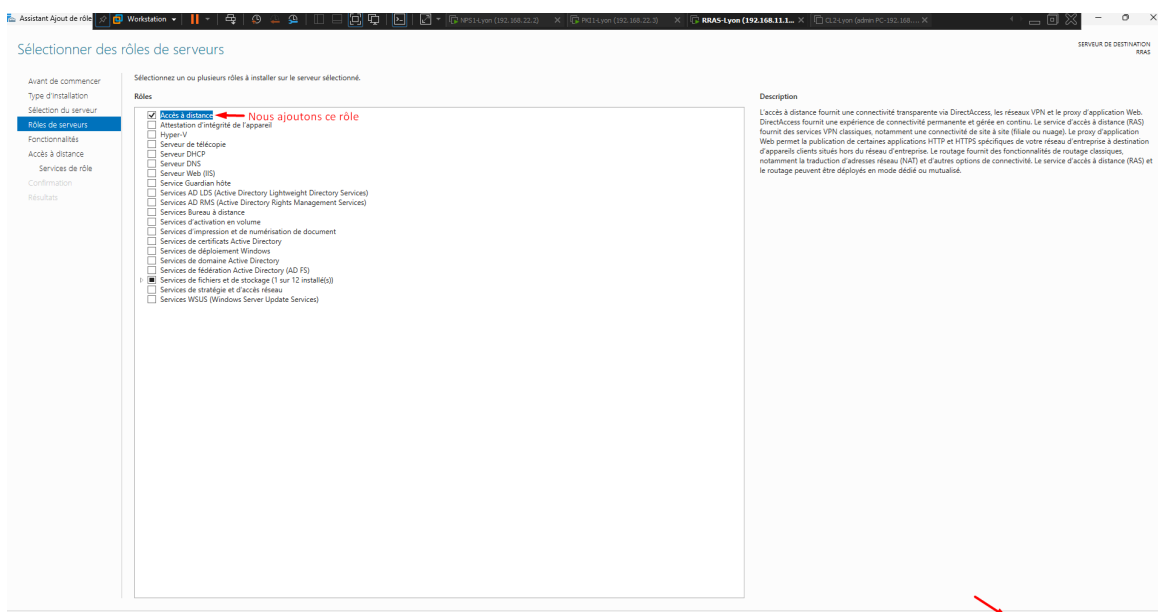 Assistant Ajout de rôle
Workstation
NPS1-Lyon (192.168.22.2)
PKI1-Lyon (192.168.22.3)
RRAS-Lyon (192.168.11.1...
CL2-Lyon (admin PC-192.168....
Sélectionner des rôles de serveurs
SERVEUR DE DESTINATION
RRAS
Avant de commencer
Type d'installation
Sélection du serveur
Rôles de serveurs
Fonctionnalités
Accès à distance
Services de rôle
Confirmation
Résultats
Sélectionnez un ou plusieurs rôles à installer sur le serveur sélectionné.
Rôles
Accès à distance
Nous ajoutons ce rôle
Attestation d'intégrité de l'appareil
Hyper-V
Serveur de télécopie
Serveur DHCP
Serveur DNS
Serveur Web (IIS)
Service Guardian hôte
Services AD LDS (Active Directory Lightweight Directory Services)
Services AD RMS (Active Directory Rights Management Services)
Services Bureau à distance
Services d'activation en volume
Services d'impression et de numérisation de document
Services de certificats Active Directory
Services de déploiement Windows
Services de domaine Active Directory
Services de fédération Active Directory (AD FS)
Services de fichiers et de stockage (1 sur 12 installé(s))
Services de stratégie et d'accès réseau
Services WSUS (Windows Server Update Services)
Description
L'accès à distance fournit une connectivité transparente via DirectAccess, les réseaux VPN et le proxy d'application Web.
DirectAccess fournit une expérience de connectivité permanente et gérée en continu. Le service d'accès à distance (RAS)
fournit des services VPN classiques, notamment une connectivité de site à site (filiale ou nuage). Le proxy d'application
Web permet la publication de certaines applications HTTP et HTTPS spécifiques de votre réseau d'entreprise à destination
d'appareils clients situés hors du réseau d'entreprise. Le routage fournit des fonctionnalités de routage classiques,
notamment la traduction d'adresses réseau (NAT) et d'autres options de connectivité. Le service d'accès à distance (RAS) et
le routage peuvent être déployés en mode dédié ou mutualisé.